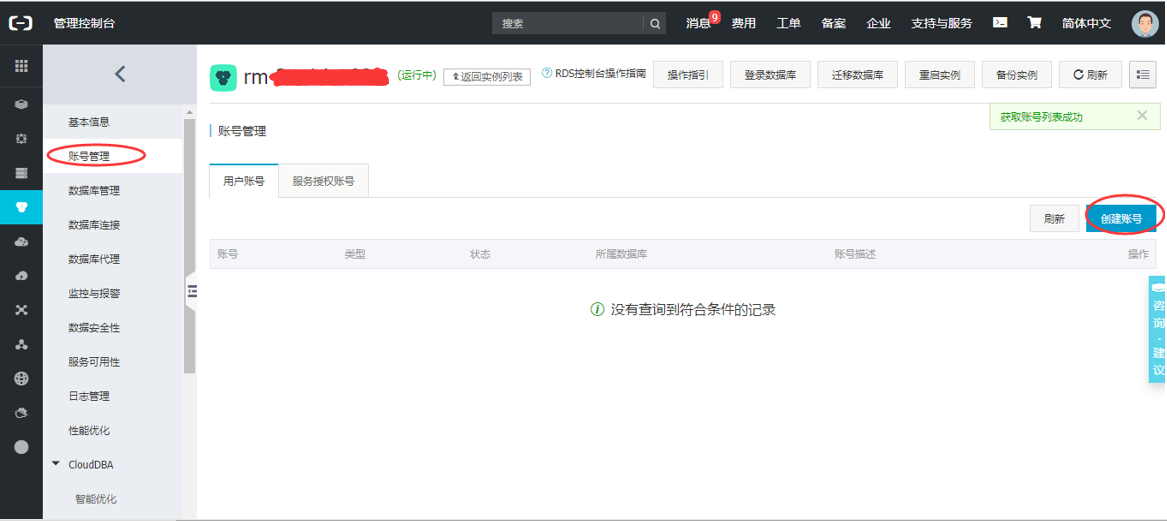 管理控制台 搜索 消息 9 费用 工单 备案 企业 支持与服务 简体中文
rm- (运行中) 返回实例列表 RDS控制台操作指南 操作指引 登录数据库 迁移数据库 重启实例 备份实例 刷新
获取账号列表成功
基本信息
账号管理
数据库管理
数据库连接
数据库代理
监控与报警
数据安全性
服务可用性
日志管理
性能优化
CloudDBA
智能优化
账号管理
用户账号 服务授权账号
刷新 创建账号
账号 类型 状态 所属数据库 账号描述 操作
没有查询到符合条件的记录
咨询·建议